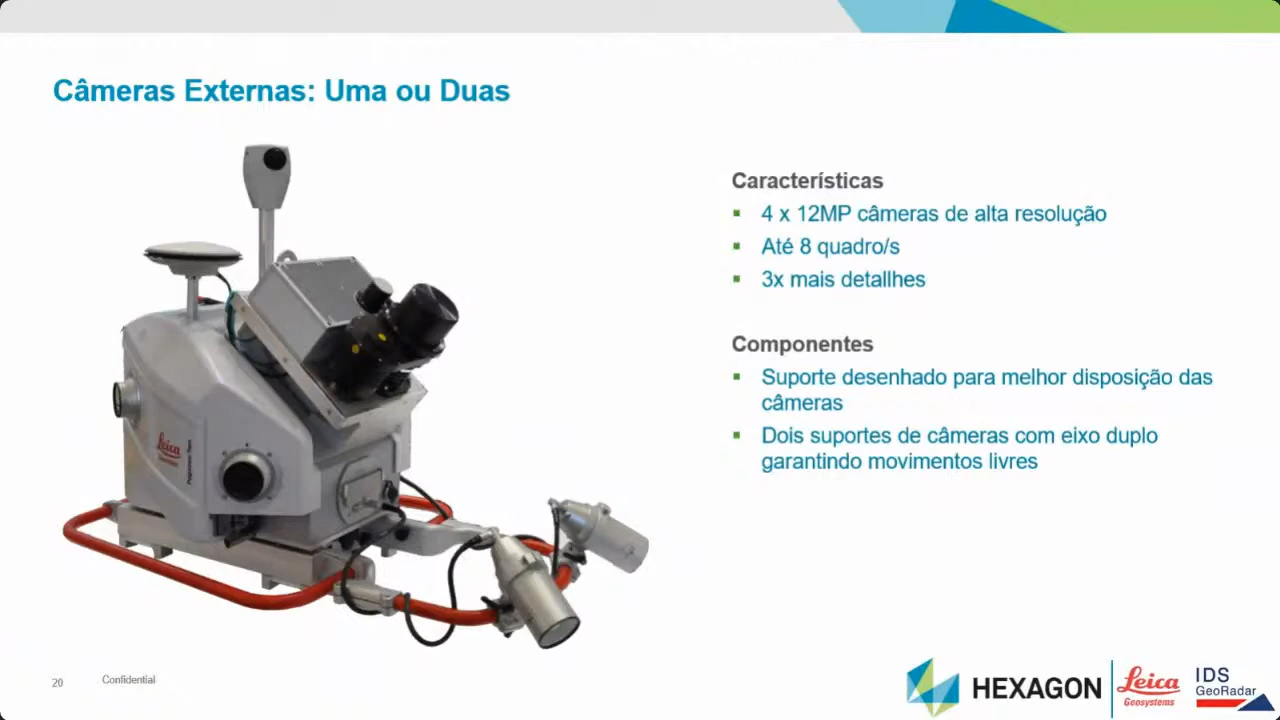 Câmeras Externas: Uma ou Duas
Características
▪ 4 x 12MP câmeras de alta resolução
▪ Até 8 quadro/s
▪ 3x mais detallhes
Componentes
▪ Suporte desenhado para melhor disposição das
câmeras
▪ Dois suportes de câmeras com eixo duplo
garantindo movimentos livres
Leica
20
Confidential
HEXAGON
Leica
Geosystems
IDS
GeoRadar